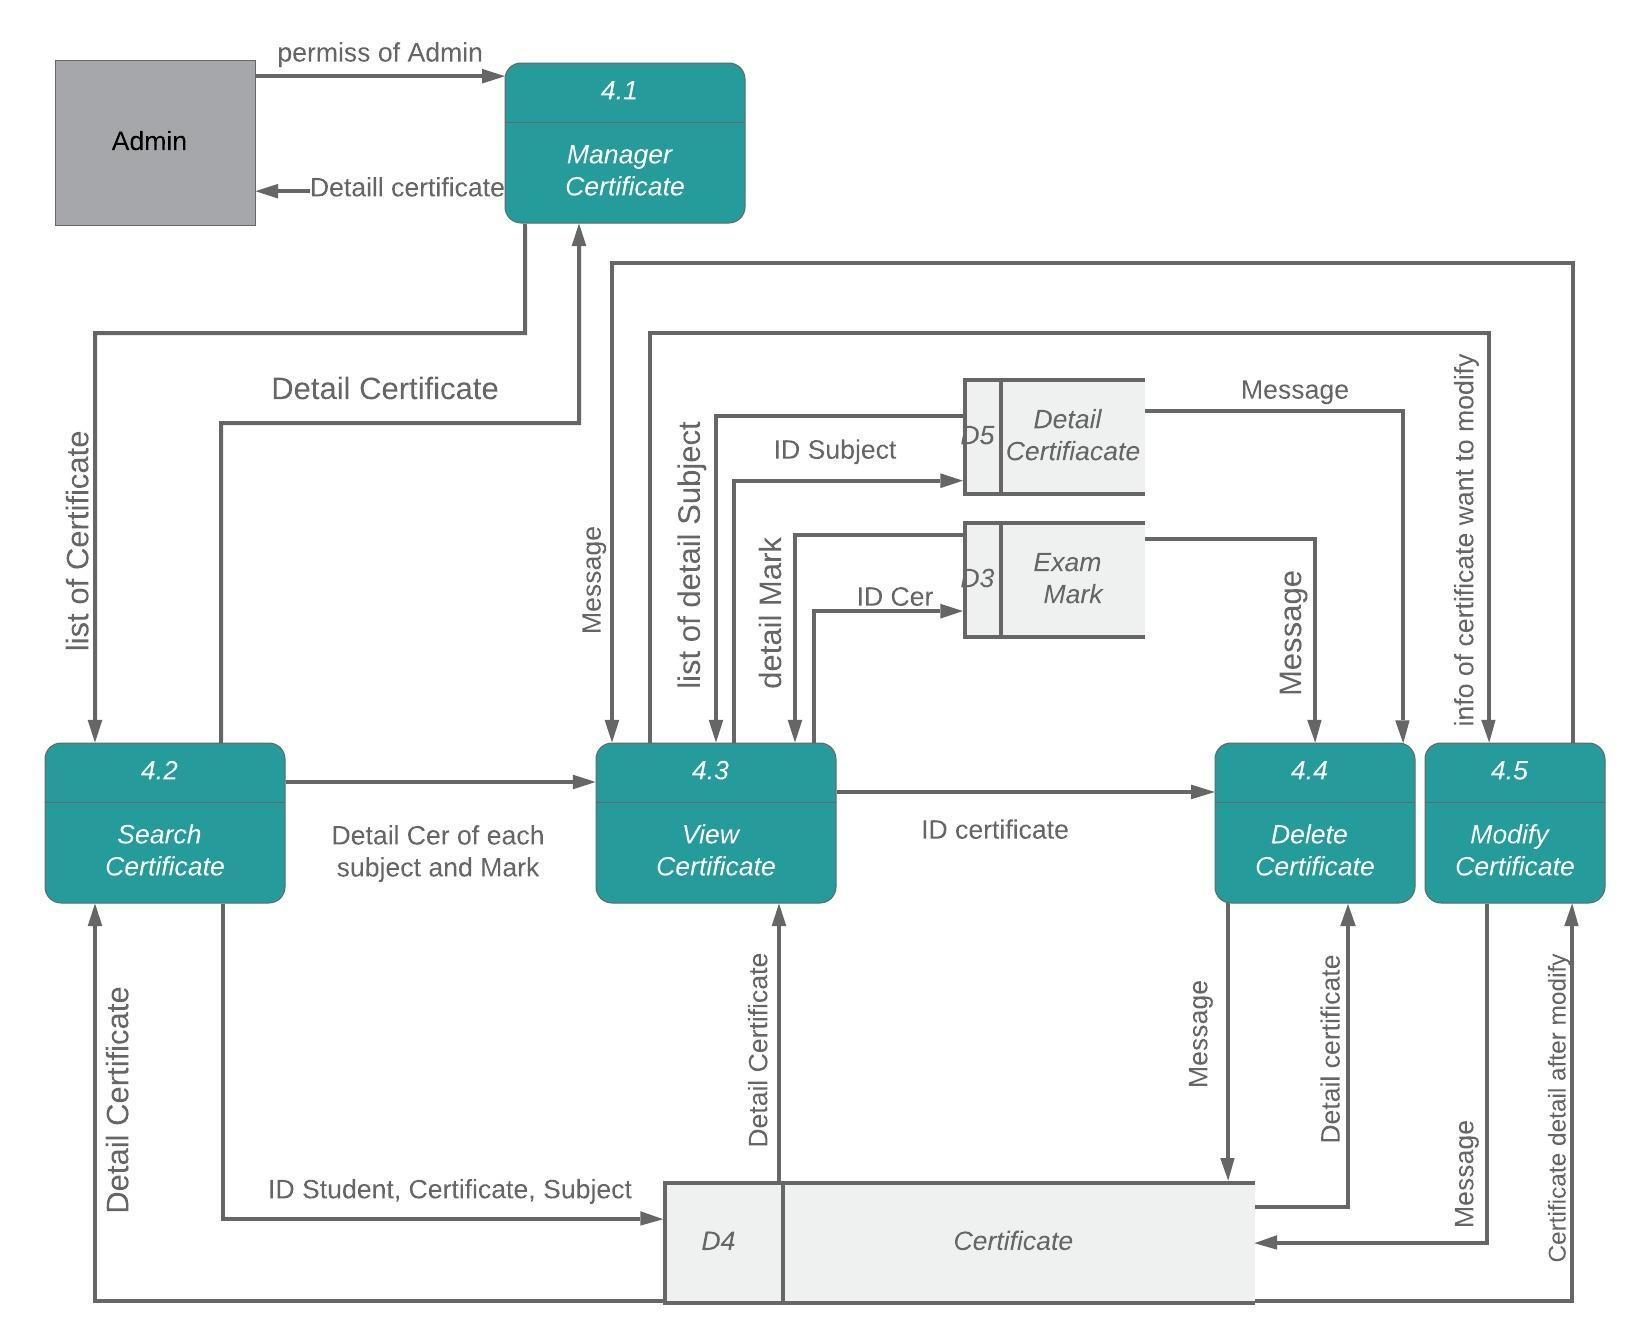 permiss of Admin
4.1
Admin
Manager
Certificate
Detaill certificate
Detail Certificate
list of Certificate
Message
list of detail Subject
ID Subject
D5
Detail
Certifiacate
Message
info of certificate want to modify
detail Mark
ID Cer
D3
Exam
Mark
Message
4.2
Search
Certificate
Detail Cer of each
subject and Mark
4.3
View
Certificate
ID certificate
4.4
Delete
Certificate
4.5
Modify
Certificate
Detail Certificate
Detail Certificate
Message
Detail certificate
Message
Certificate detail after modify
ID Student, Certificate, Subject
D4
Certificate